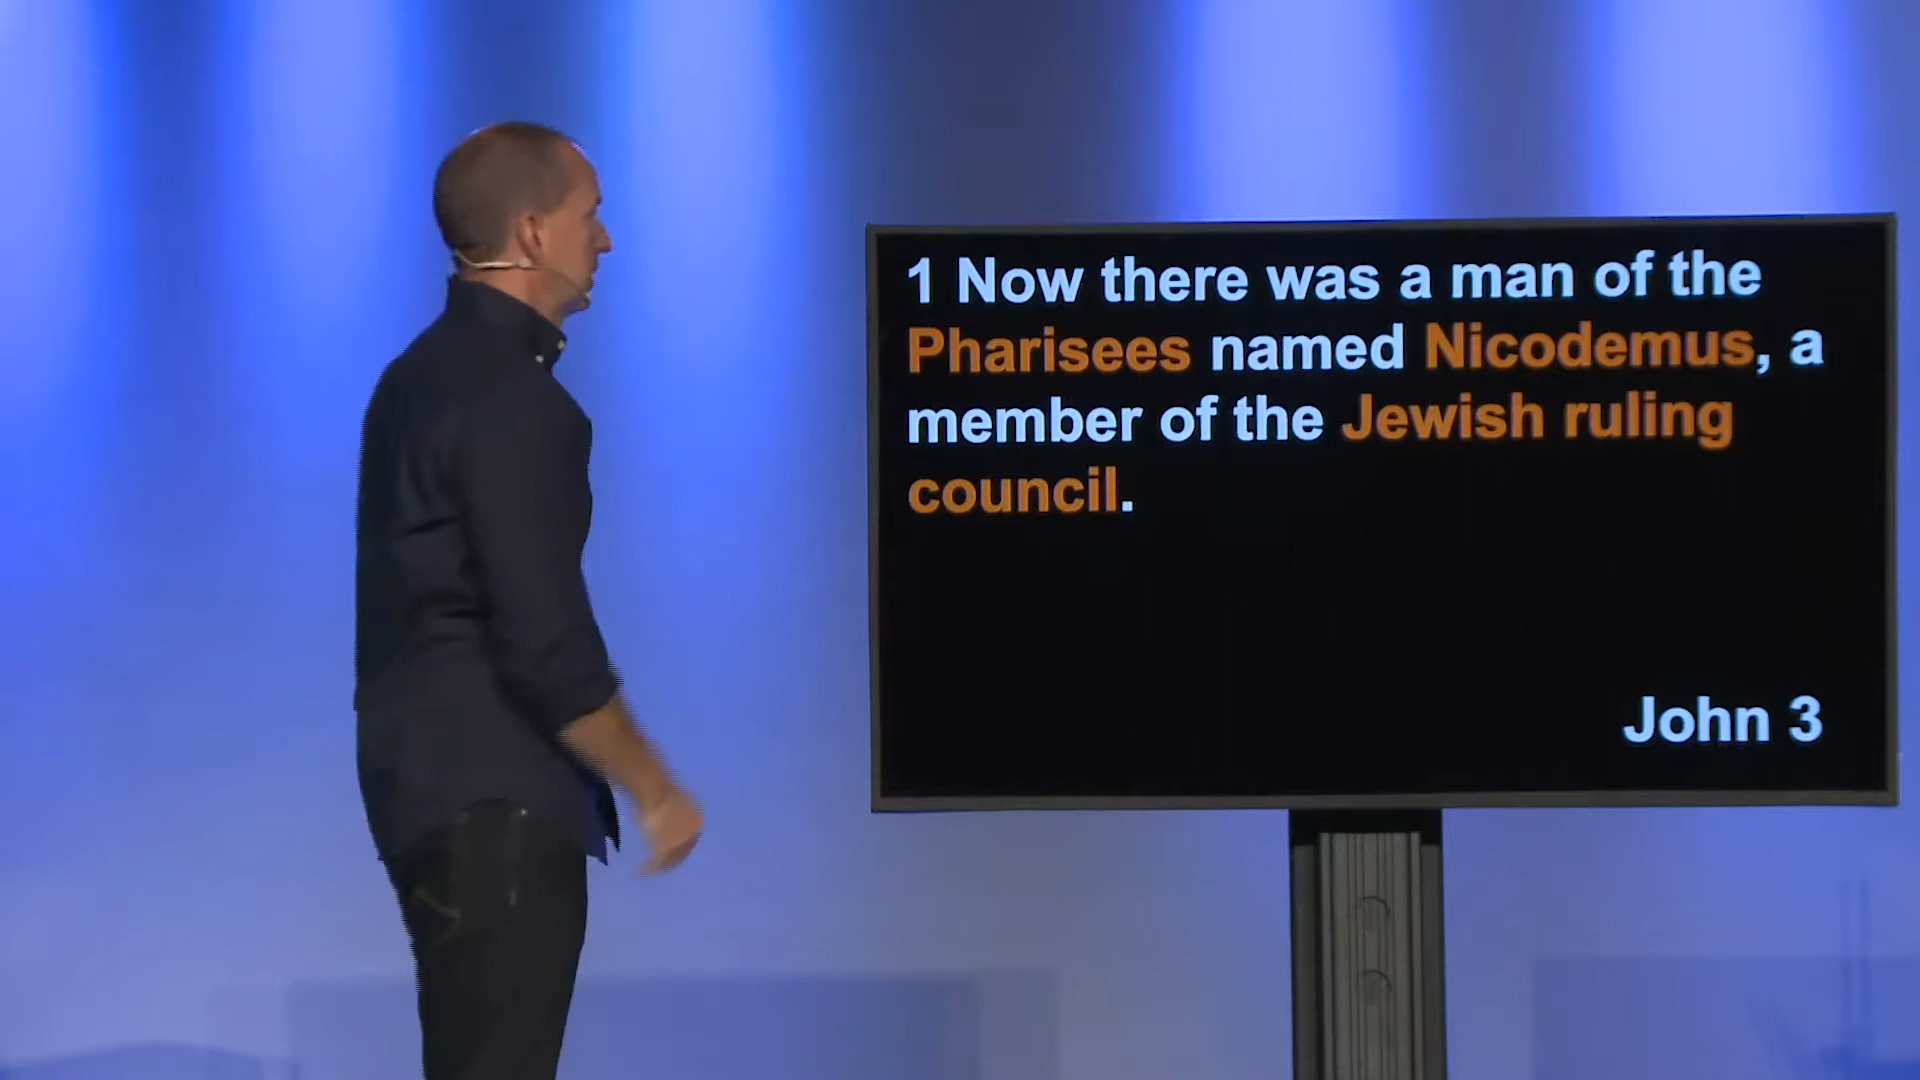 1 Now there was a man of the
Pharisees named Nicodemus, a
member of the Jewish ruling
council.
John 3